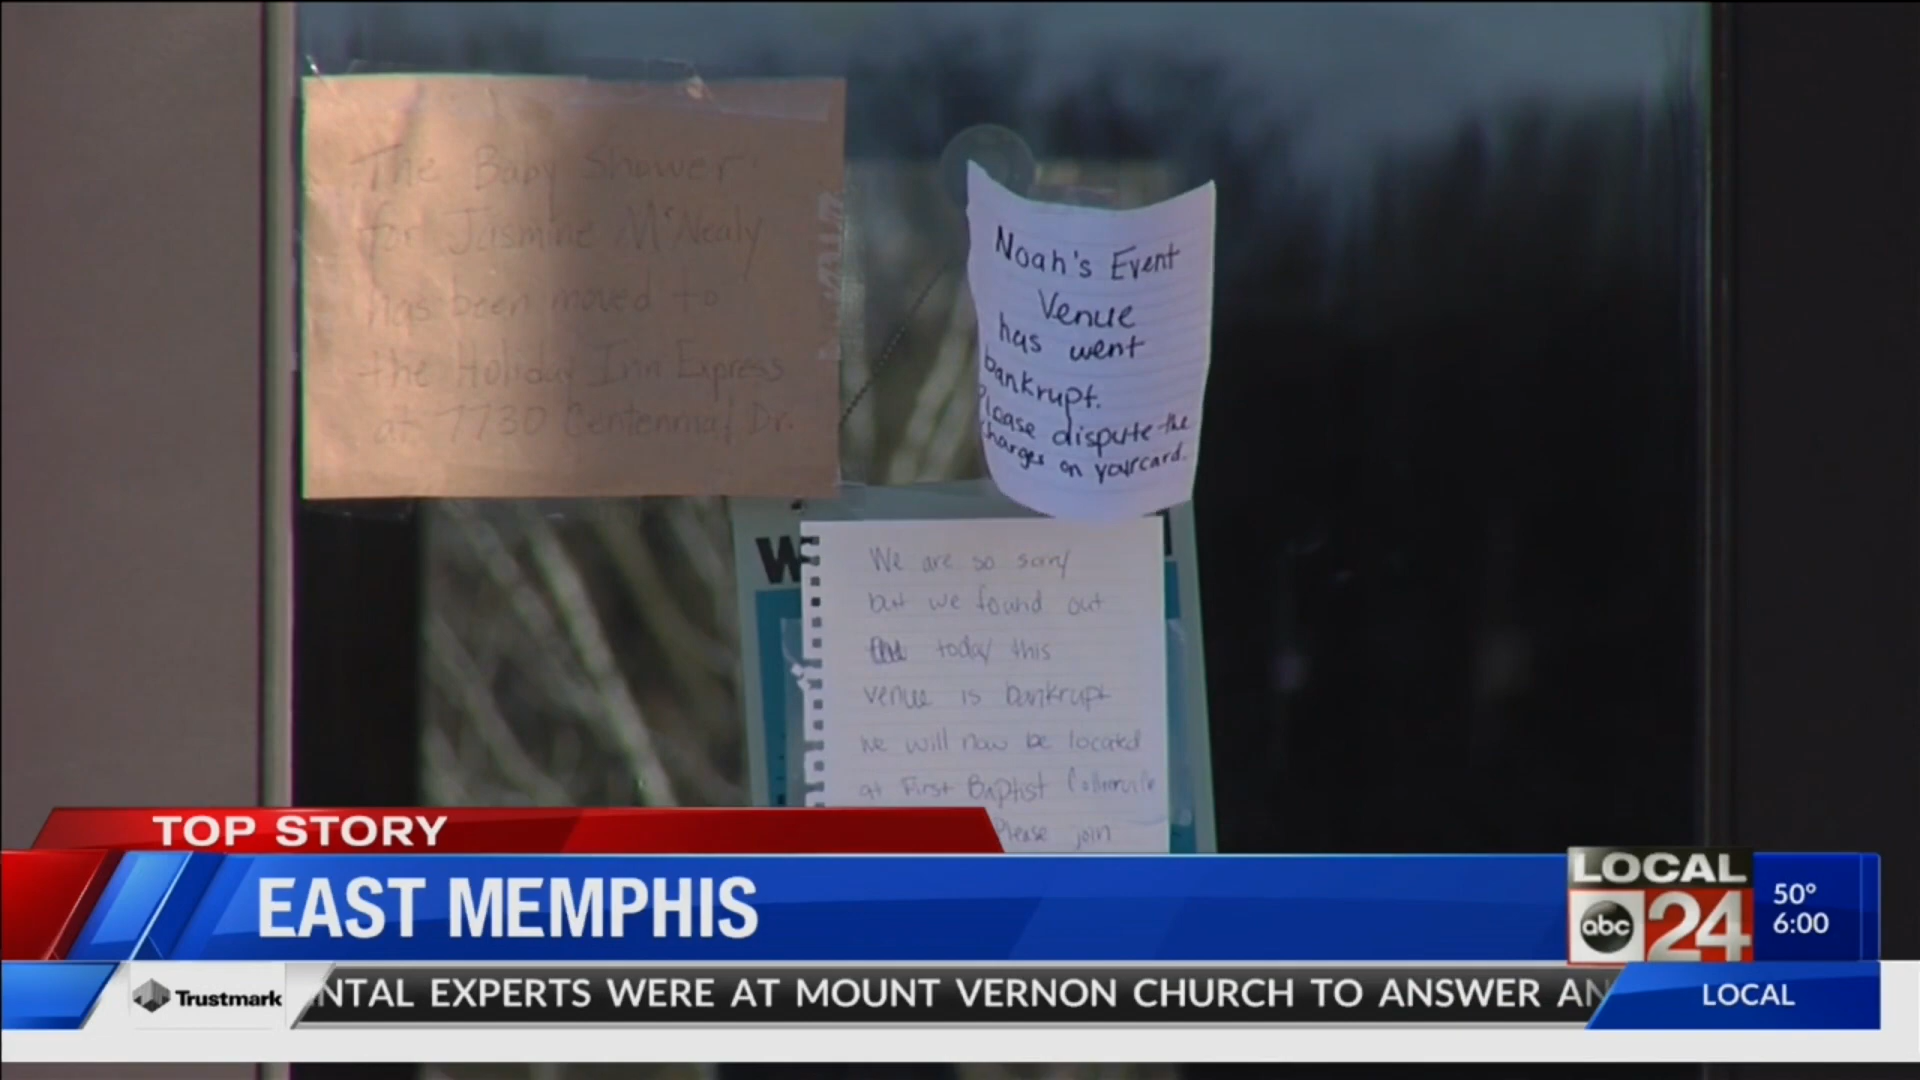 The Baby Shower
for Jasmine McNealy
has been moved to
the Holiday Inn Express
at 7730 Centennial Dr.
Noah's Event
Venue
has went
bankrupt.
Please dispute the
charges on your card.
W
We are so sorry
but we found out
today this
venue is bankrupt
we will now be located
at First Baptist Collierville
Please join
TOP STORY
EAST MEMPHIS
LOCAL
abc 24
50°
6:00
Trustmark
NTAL EXPERTS WERE AT MOUNT VERNON CHURCH TO ANSWER AN
LOCAL